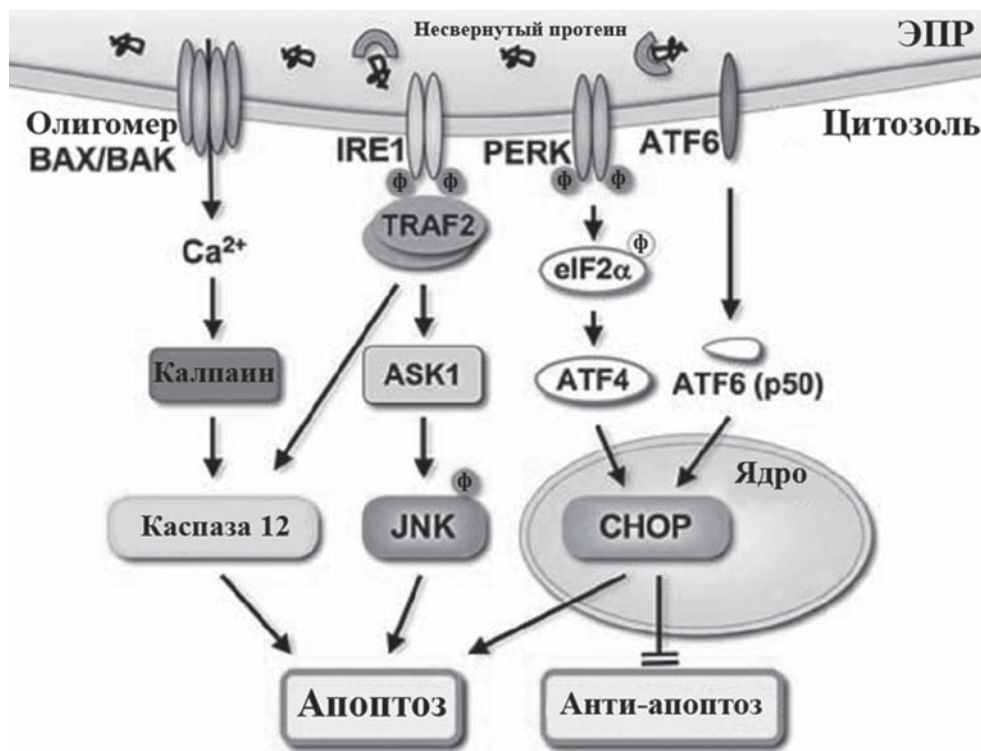 Несвернутый протеин
ЭПР
Олигомер
BAX/BAK
IRE1
PERK
ATF6
Цитозоль
ф
ф
ф
ф
TRAF2
Ca²⁺
ф
eIF2α
Калпаин
ASK1
ATF4
ATF6 (p50)
Ядро
ф
Каспаза 12
JNK
CHOP
Апоптоз
Анти-апоптоз